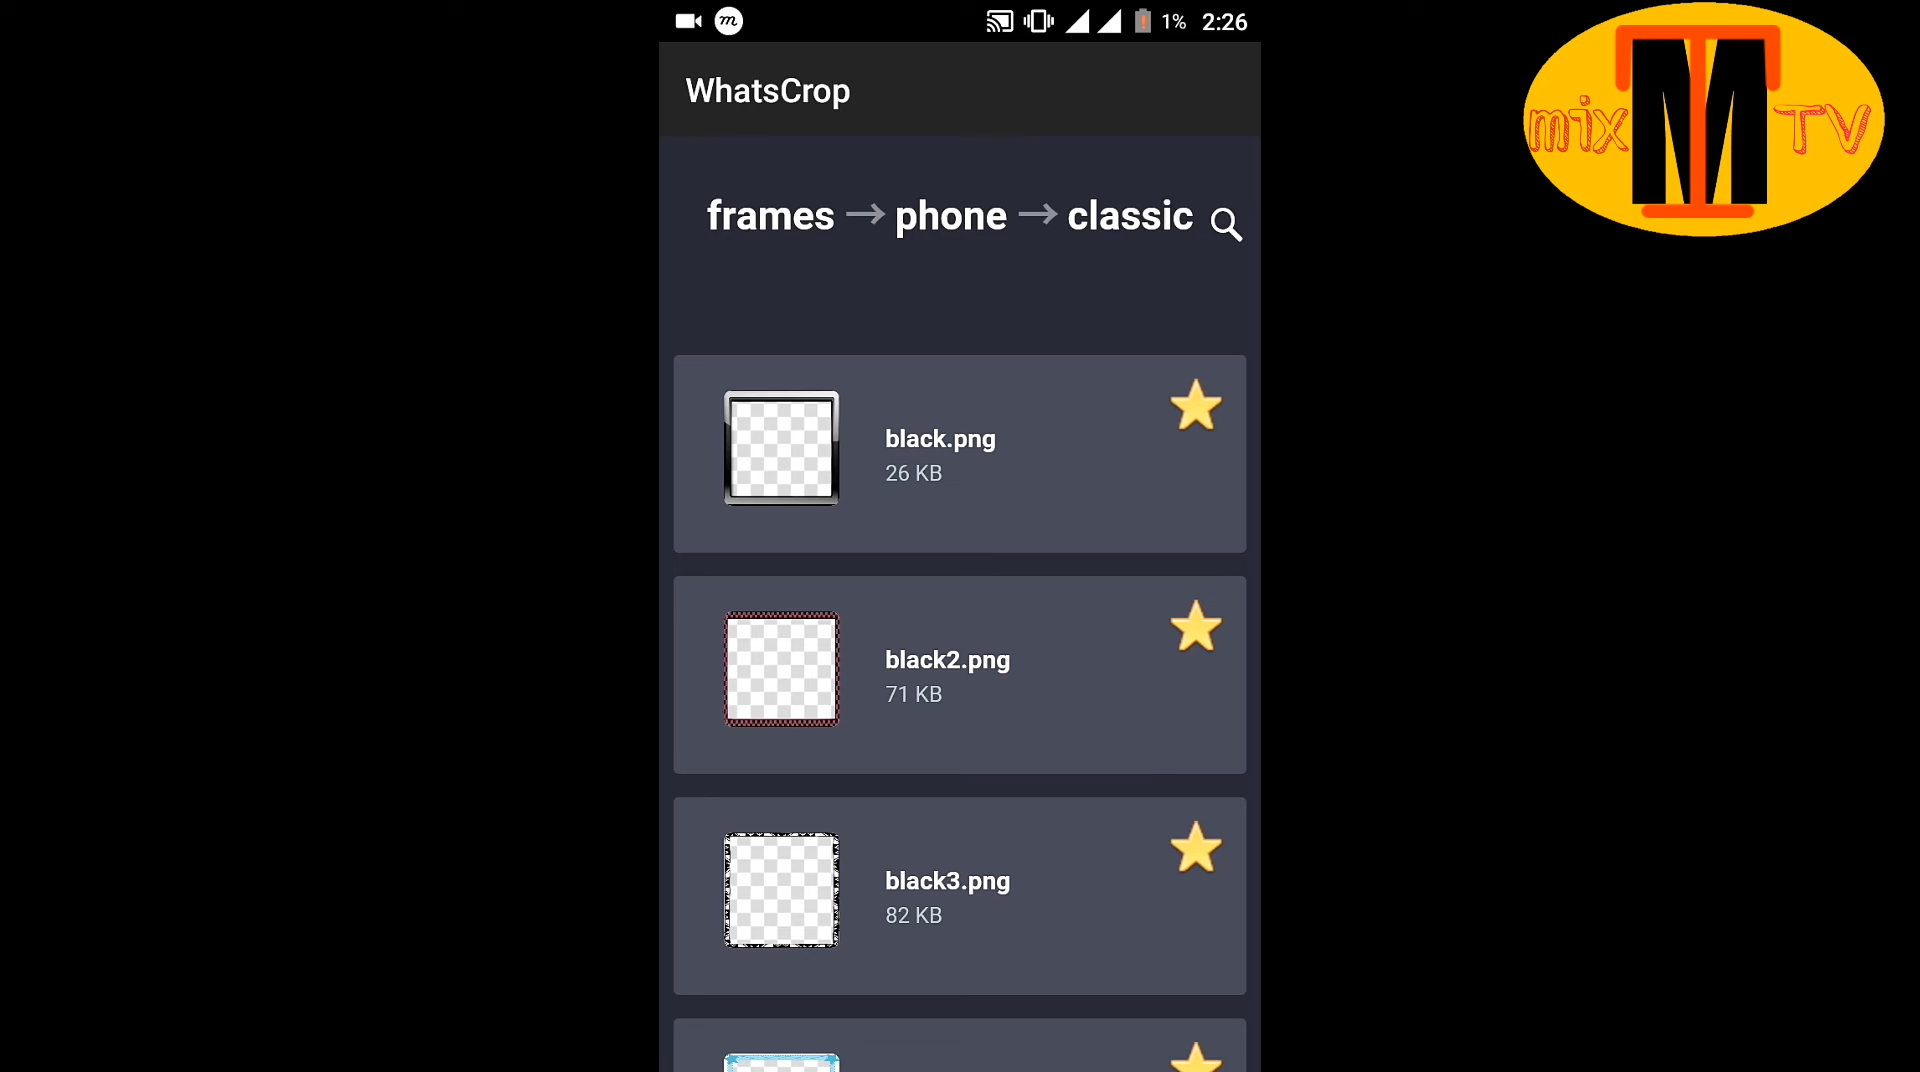 m
1%
2:26
WhatsCrop
frames → phone → classic
black.png
26 KB
black2.png
71 KB
black3.png
82 KB
mix MT TV